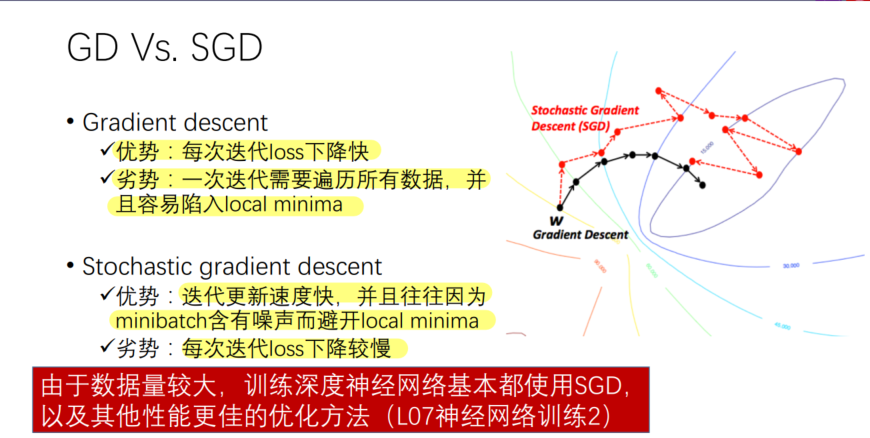 GD Vs. SGD
• Gradient descent
✓优势：每次迭代loss下降快
✓劣势：一次迭代需要遍历所有数据，并
且容易陷入local minima
• Stochastic gradient descent
✓优势：迭代更新速度快，并且往往因为
minibatch含有噪声而避开local minima
✓劣势：每次迭代loss下降较慢
由于数据量较大，训练深度神经网络基本都使用SGD，
以及其他性能更佳的优化方法（L07神经网络训练2）
Stochastic Gradient
Descent (SGD)
W
Gradient Descent
10.000
30.000